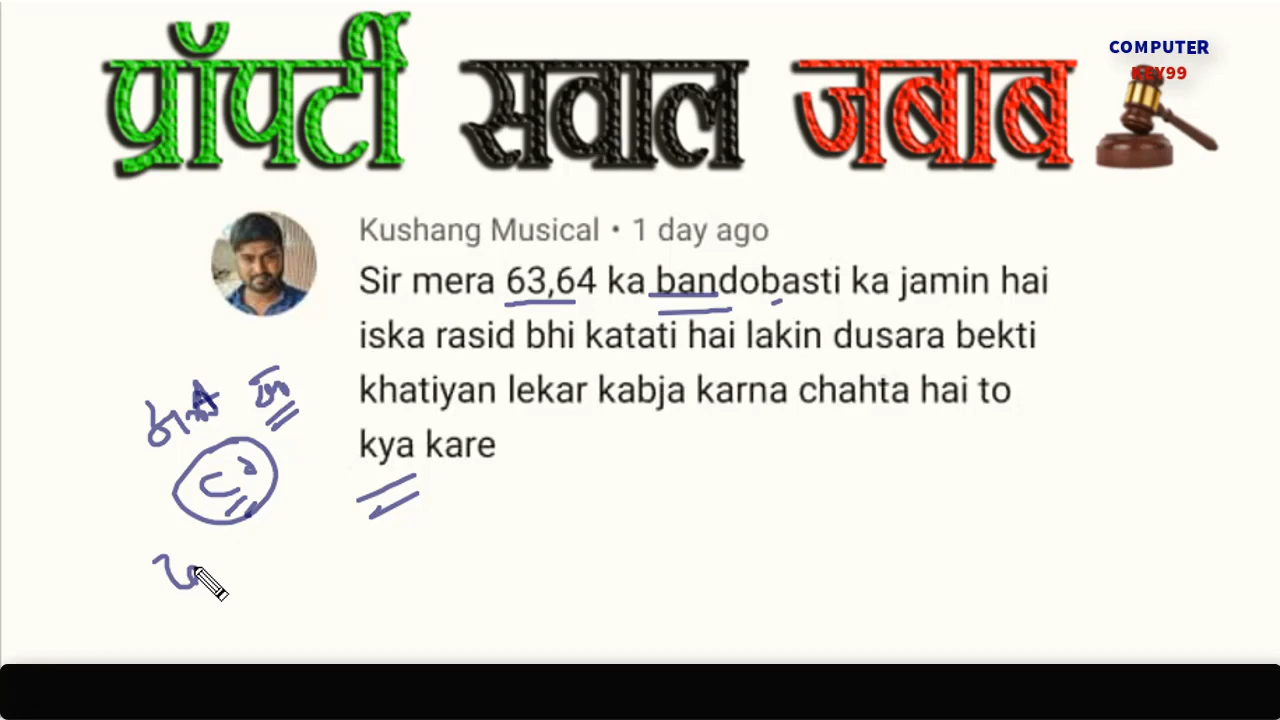 प्रॉपर्टी सवाल जबाब
COMPUTER
KEY99
Kushang Musical • 1 day ago
Sir mera 63,64 ka bandobasti ka jamin hai
iska rasid bhi katati hai lakin dusara bekti
khatiyan lekar kabja karna chahta hai to
kya kare